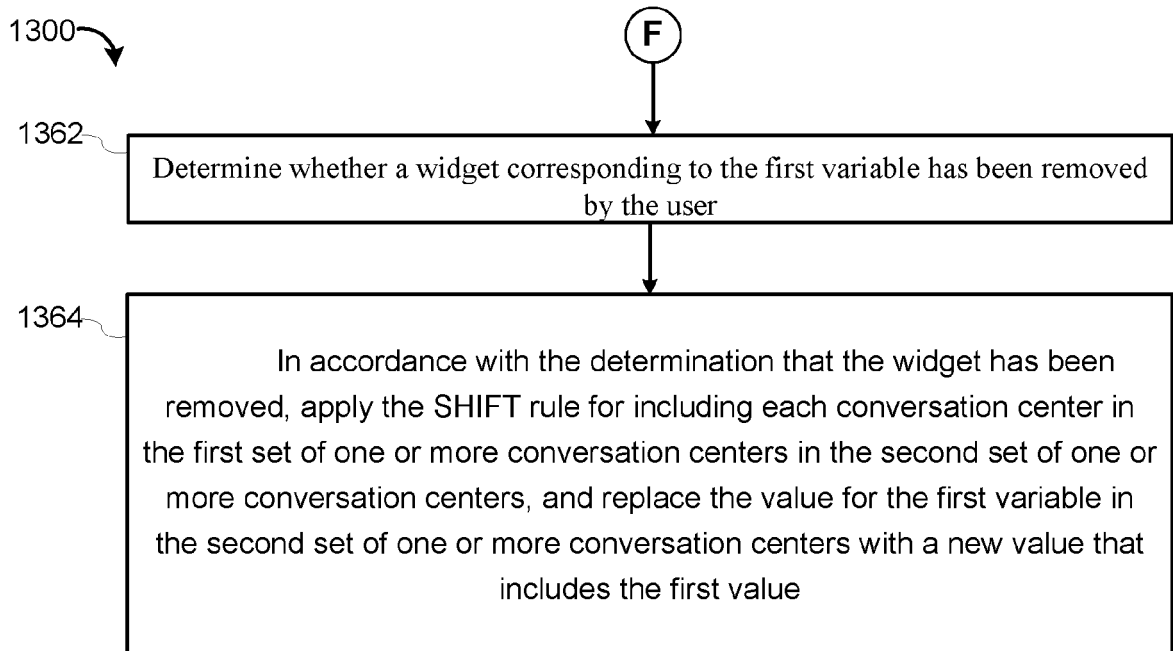 1300
F
1362
Determine whether a widget corresponding to the first variable has been removed
by the user
1364
In accordance with the determination that the widget has been
removed, apply the SHIFT rule for including each conversation center in
the first set of one or more conversation centers in the second set of one or
more conversation centers, and replace the value for the first variable in
the second set of one or more conversation centers with a new value that
includes the first value